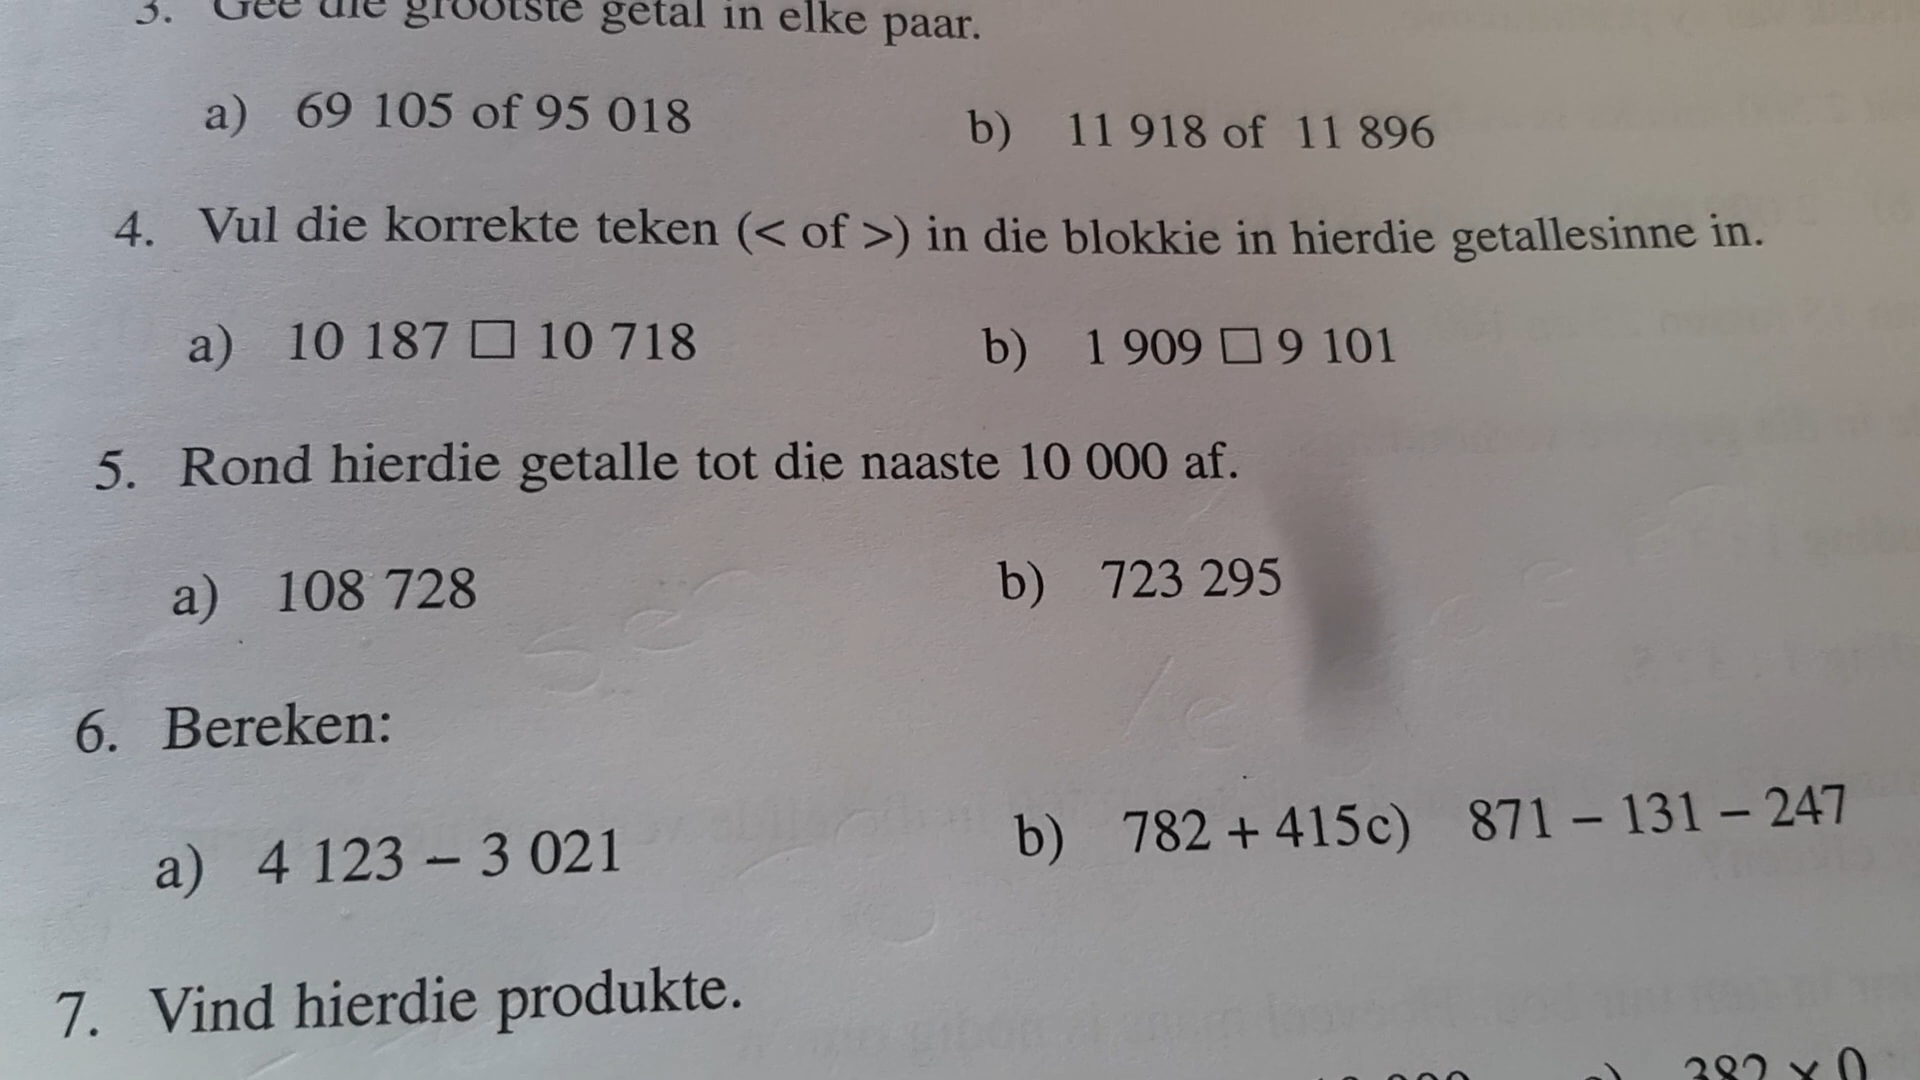 3. Gee die grootste getal in elke paar.
a) 69 105 of 95 018 b) 11 918 of 11 896
4. Vul die korrekte teken (< of >) in die blokkie in hierdie getallesinne in.
a) 10 187 □ 10 718 b) 1 909 □ 9 101
5. Rond hierdie getalle tot die naaste 10 000 af.
a) 108 728 b) 723 295
6. Bereken:
a) 4 123 – 3 021 b) 782 + 415c) 871 – 131 – 247
7. Vind hierdie produkte.
382 × 0